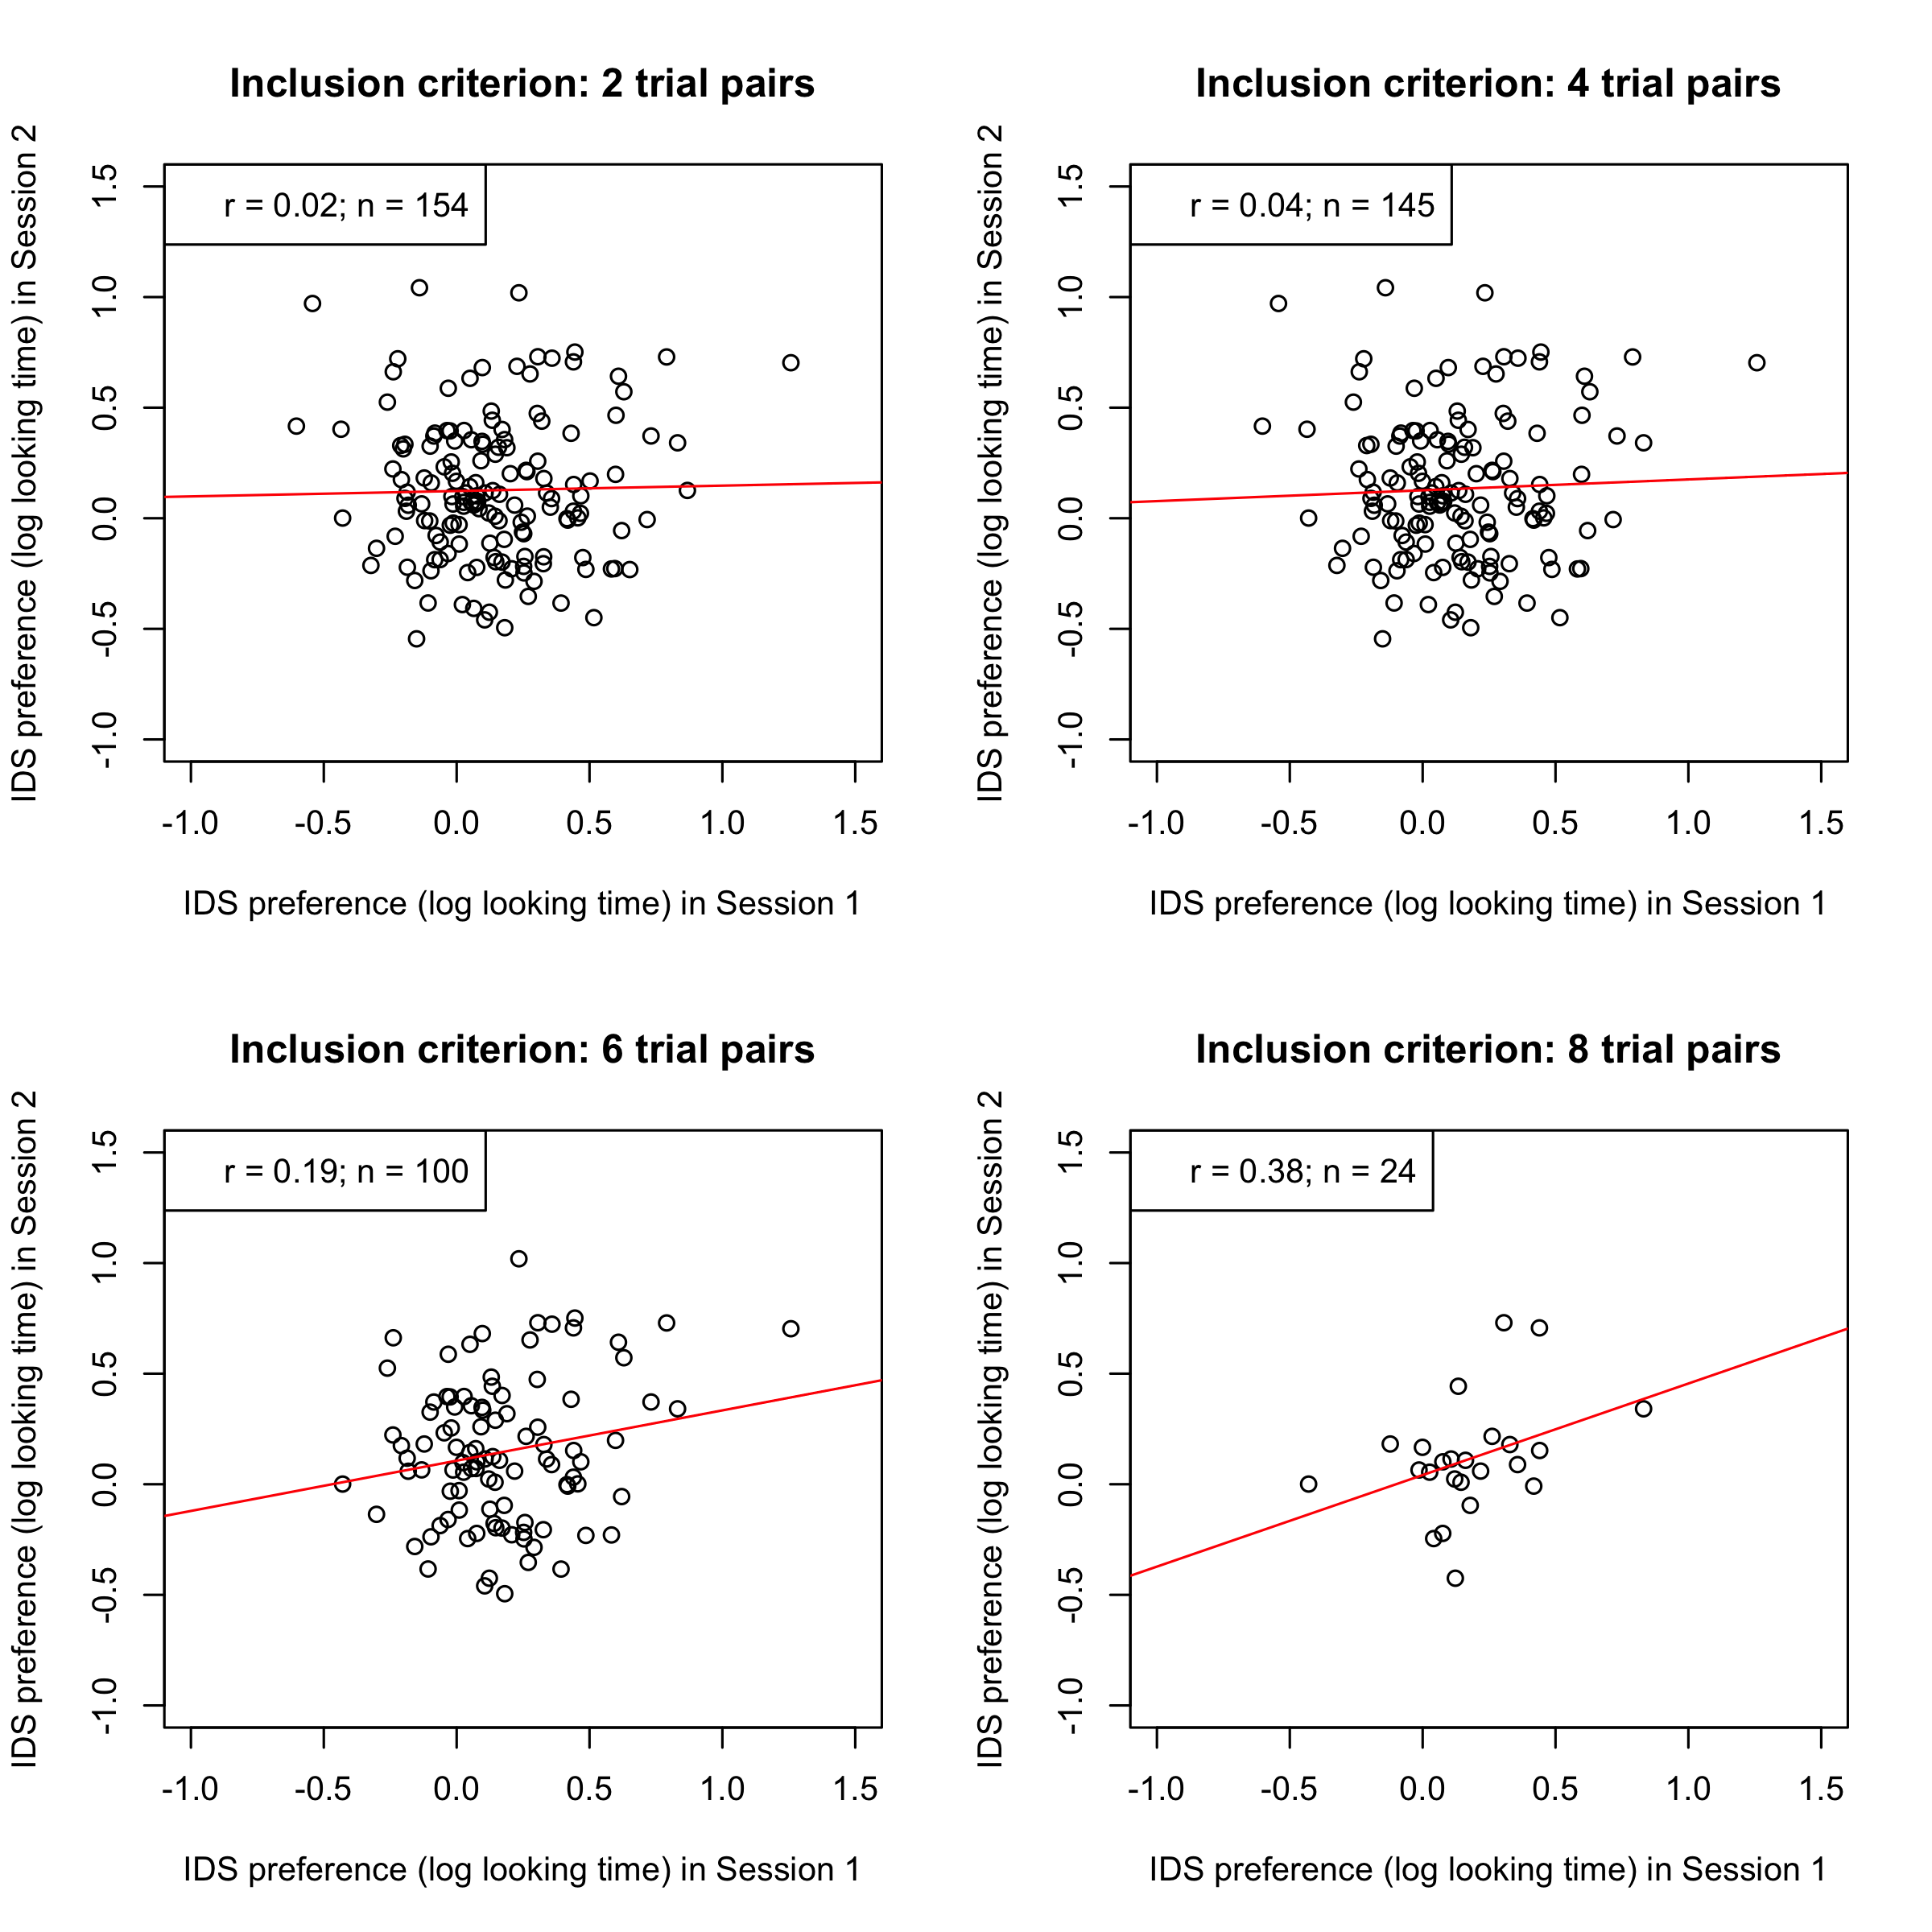 Inclusion criterion: 2 trial pairs
r = 0.02; n = 154
IDS preference (log looking time) in Session 2
1.5
1.0
0.5
0.0
-0.5
-1.0
-1.0 -0.5 0.0 0.5 1.0 1.5
IDS preference (log looking time) in Session 1
Inclusion criterion: 4 trial pairs
r = 0.04; n = 145
IDS preference (log looking time) in Session 2
1.5
1.0
0.5
0.0
-0.5
-1.0
-1.0 -0.5 0.0 0.5 1.0 1.5
IDS preference (log looking time) in Session 1
Inclusion criterion: 6 trial pairs
r = 0.19; n = 100
IDS preference (log looking time) in Session 2
1.5
1.0
0.5
0.0
-0.5
-1.0
-1.0 -0.5 0.0 0.5 1.0 1.5
IDS preference (log looking time) in Session 1
Inclusion criterion: 8 trial pairs
r = 0.38; n = 24
IDS preference (log looking time) in Session 2
1.5
1.0
0.5
0.0
-0.5
-1.0
-1.0 -0.5 0.0 0.5 1.0 1.5
IDS preference (log looking time) in Session 1